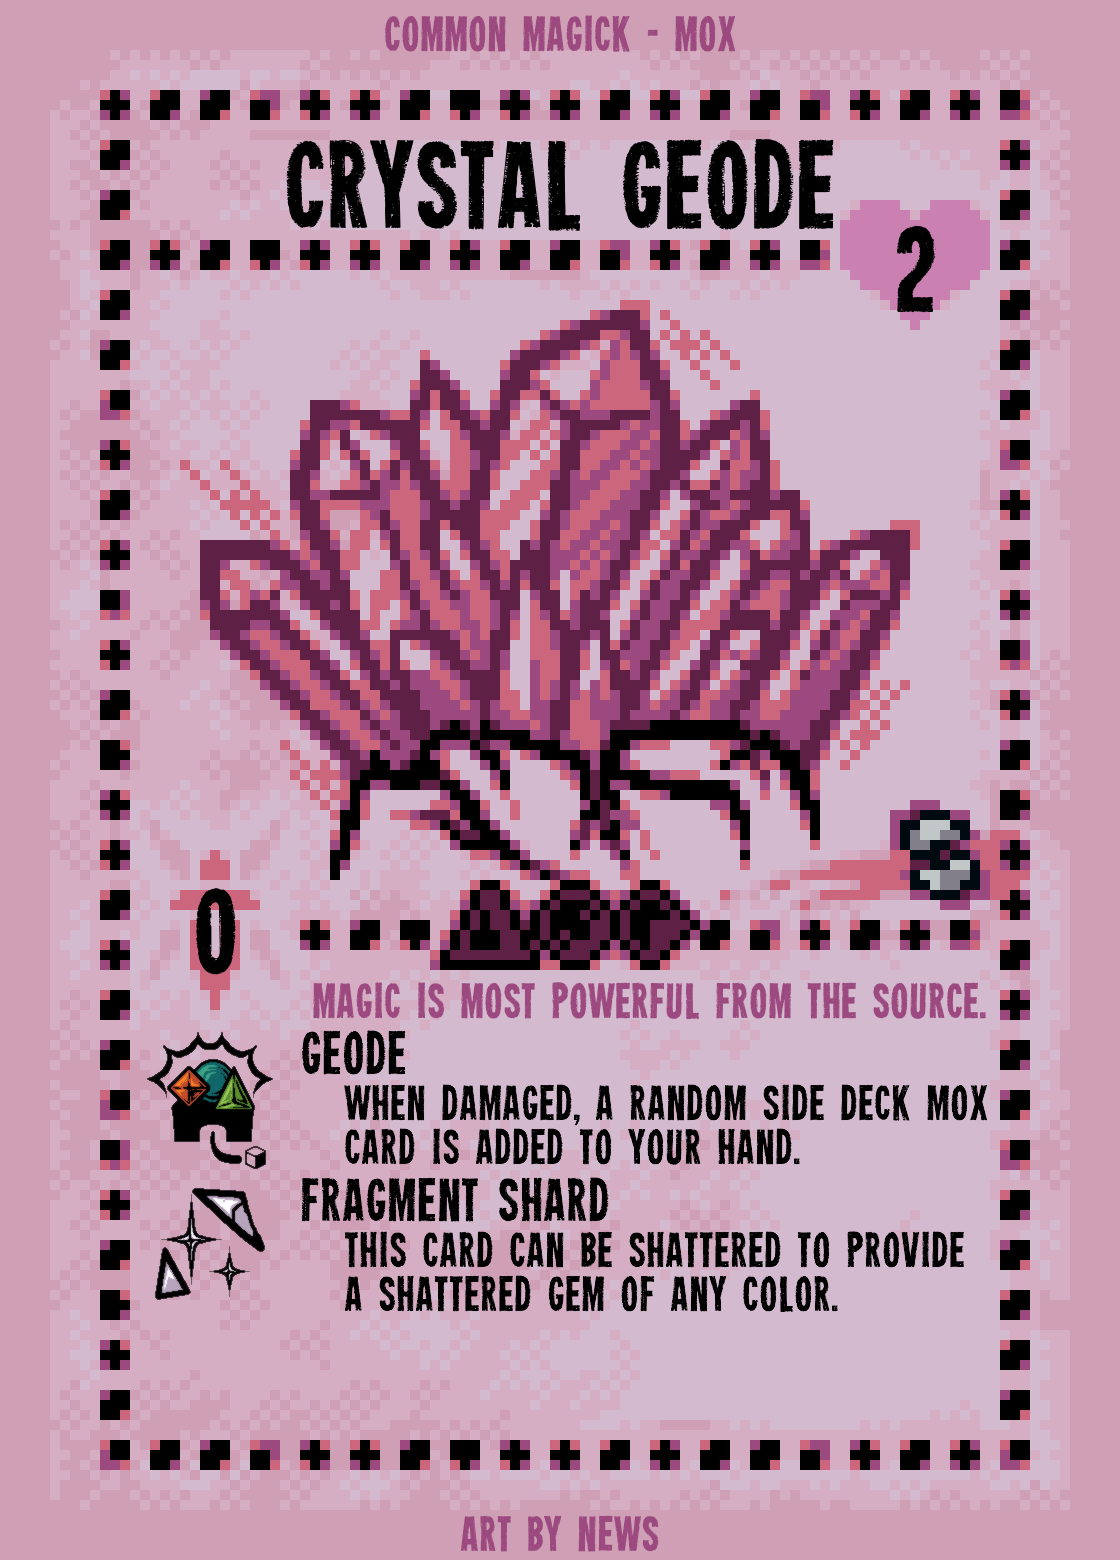 COMMON MAGICK - MOX
CRYSTAL GEODE
2
0
MAGIC IS MOST POWERFUL FROM THE SOURCE.
GEODE
WHEN DAMAGED, A RANDOM SIDE DECK MOX
CARD IS ADDED TO YOUR HAND.
FRAGMENT SHARD
THIS CARD CAN BE SHATTERED TO PROVIDE
A SHATTERED GEM OF ANY COLOR.
ART BY NEWS